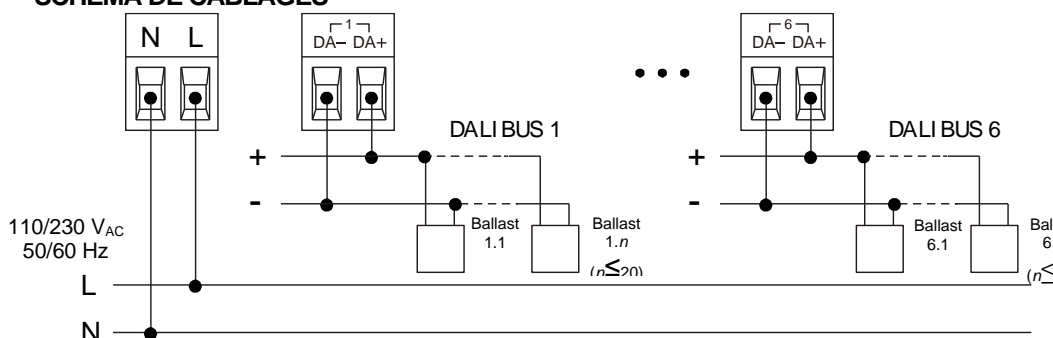 SCHÉMA DE CÂBLAGES
N L
1
DA- DA+
6
DA- DA+
...
DALI BUS 1
DALI BUS 6
+
-
+
-
110/230 VAC
50/60 Hz
Ballast
1.1
Ballast
1.n
(n≤20)
Ballast
6.1
L
N